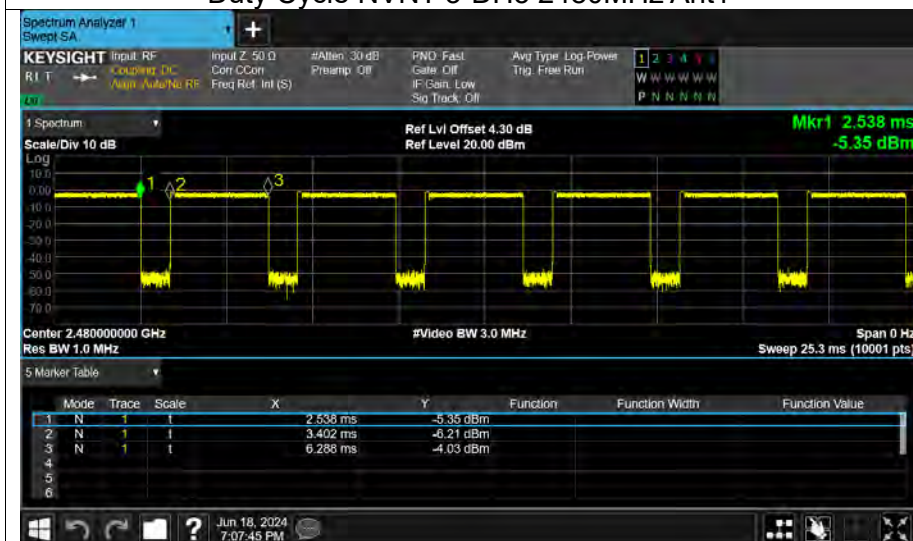 Duty Cycle NVNT 3-DH5 2480MHz Ant1
Spectrum Analyzer 1
Swept SA
+
KEYSIGHT Input: RF Input Z: 50 Ω #Atten: 30 dB PNO: Fast Avg Type: Log-Power 1 2 3 4 5 6
RLT Coupling: DC Corr CCorr Preamp: Off Gate: Off Trig: Free Run W W W W W W
Align: Auto/No RF Freq Ref: Int (S) IF Gain: Low
Sig Track: Off P N N N N N
1 Spectrum
Ref Lvl Offset 4.30 dB Mkr1 2.538 ms
Scale/Div 10 dB Ref Level 20.00 dBm -5.35 dBm
Log
10.0
0.00
-10.0
-20.0
-30.0
-40.0
-50.0
-60.0
-70.0
1 2 3
Center 2.480000000 GHz #Video BW 3.0 MHz Span 0 Hz
Res BW 1.0 MHz Sweep 25.3 ms (10001 pts)
5 Marker Table
Mode Trace Scale X Y Function Function Width Function Value
1 N 1 t 2.538 ms -5.35 dBm
2 N 1 t 3.402 ms -6.21 dBm
3 N 1 t 6.288 ms -4.03 dBm
4
5
6
? Jun 18, 2024
7:07:45 PM